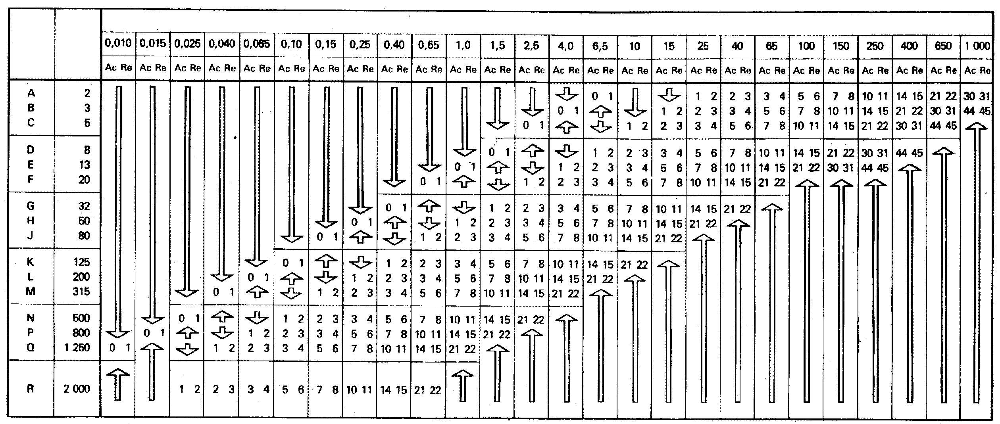 0,010 0,015 0,025 0,040 0,065 0,10 0,15 0,25 0,40 0,65 1,0 1,5 2,5 4,0 6,5 10 15 25 40 65 100 150 250 400 650 1 000
Ac Re Ac Re Ac Re Ac Re Ac Re Ac Re Ac Re Ac Re Ac Re Ac Re Ac Re Ac Re Ac Re Ac Re Ac Re Ac Re Ac Re Ac Re Ac Re Ac Re Ac Re Ac Re Ac Re Ac Re Ac Re Ac Re
A 2 0 1 1 2 2 3 3 4 5 6 7 8 10 11 14 15 21 22 30 31
B 3 0 1 1 2 2 3 3 4 5 6 7 8 10 11 14 15 21 22 30 31 44 45
C 5 0 1 1 2 2 3 3 4 5 6 7 8 10 11 14 15 21 22 30 31 44 45
D 8 0 1 1 2 2 3 3 4 5 6 7 8 10 11 14 15 21 22 30 31 44 45
E 13 0 1 1 2 2 3 3 4 5 6 7 8 10 11 14 15 21 22 30 31 44 45
F 20 0 1 1 2 2 3 3 4 5 6 7 8 10 11 14 15 21 22
G 32 0 1 1 2 2 3 3 4 5 6 7 8 10 11 14 15 21 22
H 50 0 1 1 2 2 3 3 4 5 6 7 8 10 11 14 15 21 22
J 80 0 1 1 2 2 3 3 4 5 6 7 8 10 11 14 15 21 22
K 125 0 1 1 2 2 3 3 4 5 6 7 8 10 11 14 15 21 22
L 200 0 1 1 2 2 3 3 4 5 6 7 8 10 11 14 15 21 22
M 315 0 1 1 2 2 3 3 4 5 6 7 8 10 11 14 15 21 22
N 500 0 1 1 2 2 3 3 4 5 6 7 8 10 11 14 15 21 22
P 800 0 1 1 2 2 3 3 4 5 6 7 8 10 11 14 15 21 22
Q 1 250 0 1 1 2 2 3 3 4 5 6 7 8 10 11 14 15 21 22
R 2 000 1 2 2 3 3 4 5 6 7 8 10 11 14 15 21 22